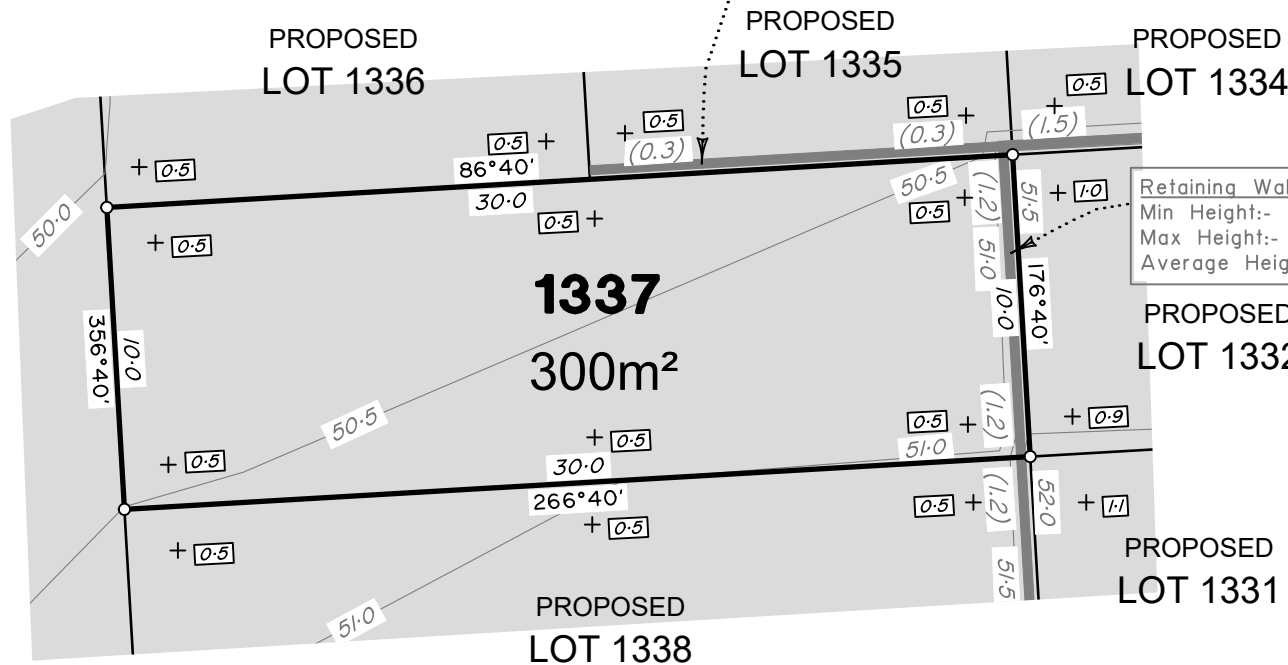 PROPOSED
LOT 1336
PROPOSED
LOT 1335
PROPOSED
LOT 1334
0·5
0·5
0·5
0·5
0·5
(0.3)
(0.3)
(1.5)
86°40'
30·0
50·0
0·5
0·5
50·5
0·5
(1.2)
51·5
1·0
Retaining
Min Height:-
Max Height:-
Average
51·0
10·0
176°40'
1337
300m²
356°40'
10·0
PROPOSED
LOT 1332
50·5
0·5
0·5
0·5
(1.2)
0·9
51·0
30·0
266°40'
0·5
0·5
0·5
(1.2)
52·0
1·1
51·5
51·0
PROPOSED
LOT 1338
PROPOSED
LOT 1331